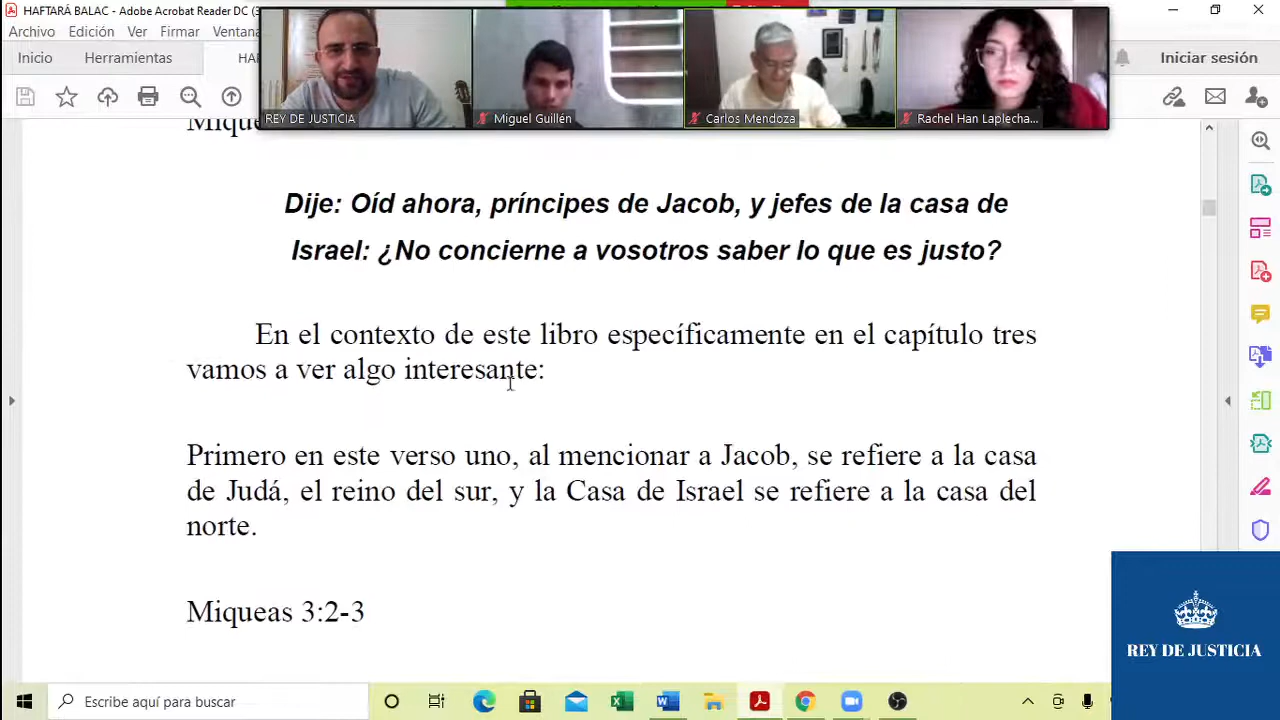 HAFTARÁ BALAC - Adobe Acrobat Reader DC (3
Archivo Edición Ver Firmar Ventana
Inicio Herramientas HA Iniciar sesión
REY DE JUSTICIA Miguel Guillén Carlos Mendoza Rachel Han Laplecha...
Dije: Oíd ahora, príncipes de Jacob, y jefes de la casa de
Israel: ¿No concierne a vosotros saber lo que es justo?
En el contexto de este libro específicamente en el capítulo tres
vamos a ver algo interesante:
Primero en este verso uno, al mencionar a Jacob, se refiere a la casa
de Judá, el reino del sur, y la Casa de Israel se refiere a la casa del
norte.
Miqueas 3:2-3
REY DE JUSTICIA
Escribe aquí para buscar